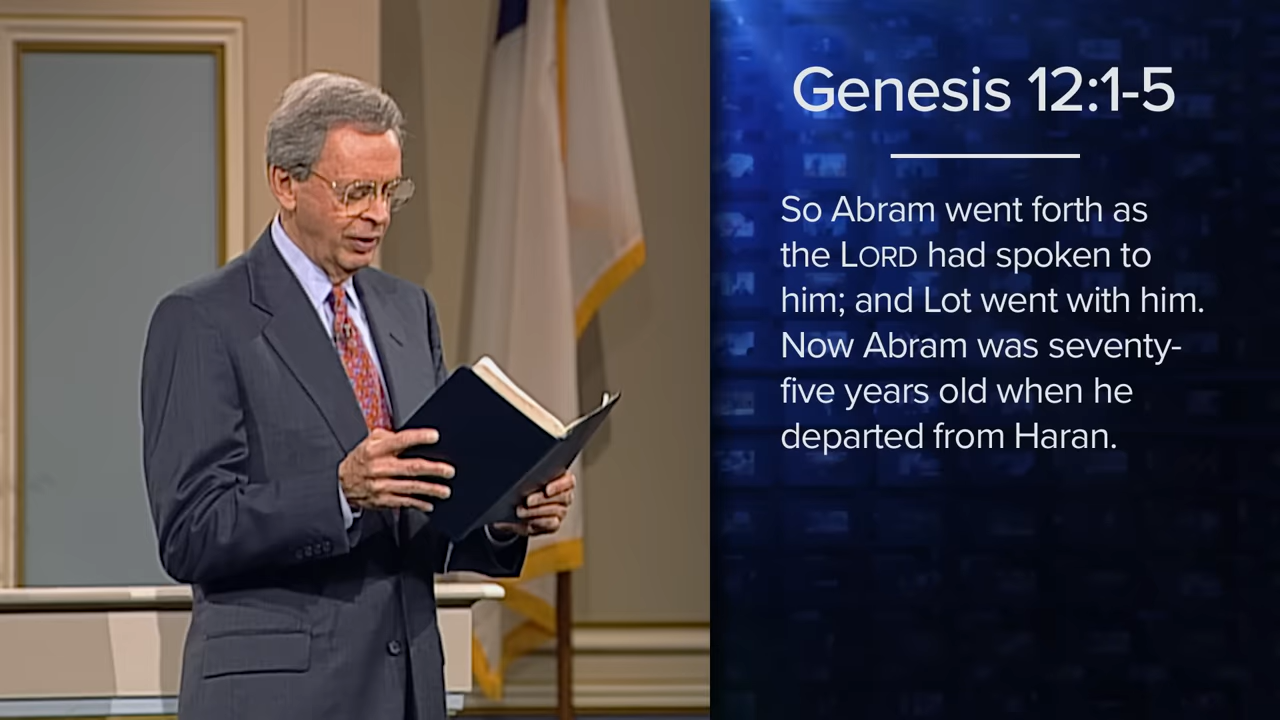 Genesis 12:1-5
So Abram went forth as
the LORD had spoken to
him; and Lot went with him.
Now Abram was seventy-
five years old when he
departed from Haran.